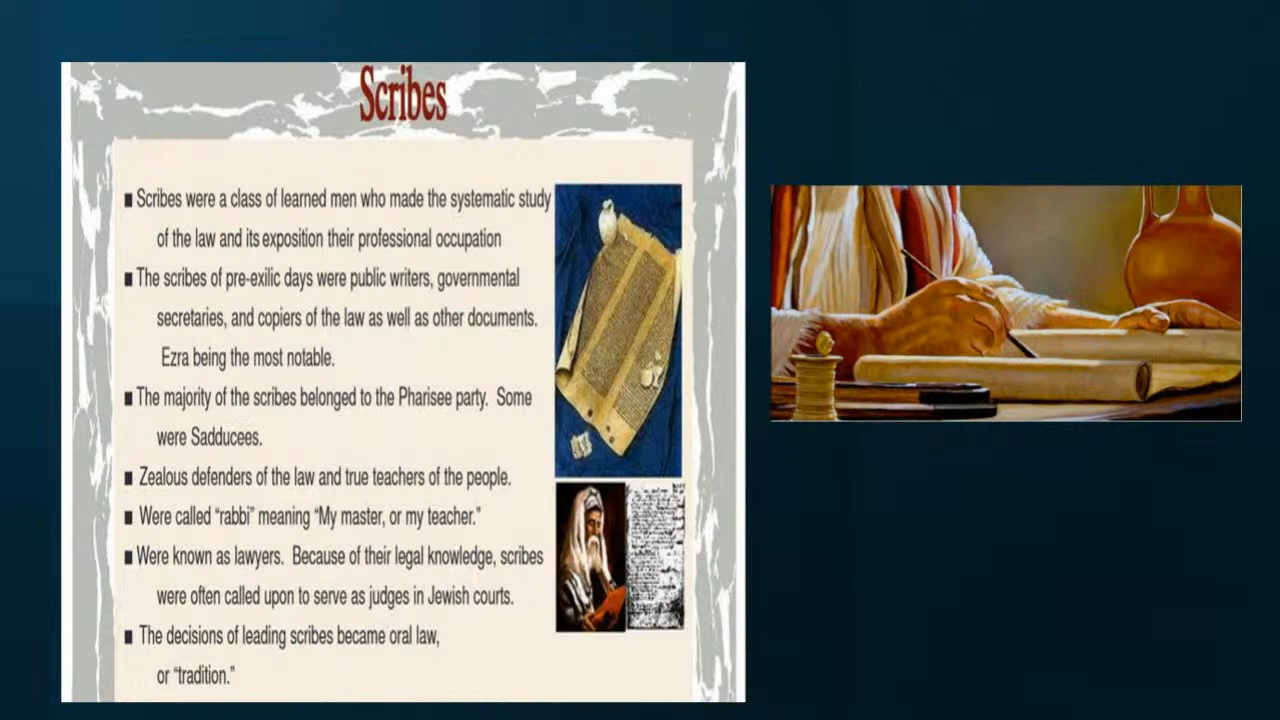 Scribes
■ Scribes were a class of learned men who made the systematic study
of the law and its exposition their professional occupation
■ The scribes of pre-exilic days were public writers, governmental
secretaries, and copiers of the law as well as other documents.
Ezra being the most notable.
■ The majority of the scribes belonged to the Pharisee party. Some
were Sadducees.
■ Zealous defenders of the law and true teachers of the people.
■ Were called “rabbi” meaning “My master, or my teacher.”
■ Were known as lawyers. Because of their legal knowledge, scribes
were often called upon to serve as judges in Jewish courts.
■ The decisions of leading scribes became oral law,
or “tradition.”